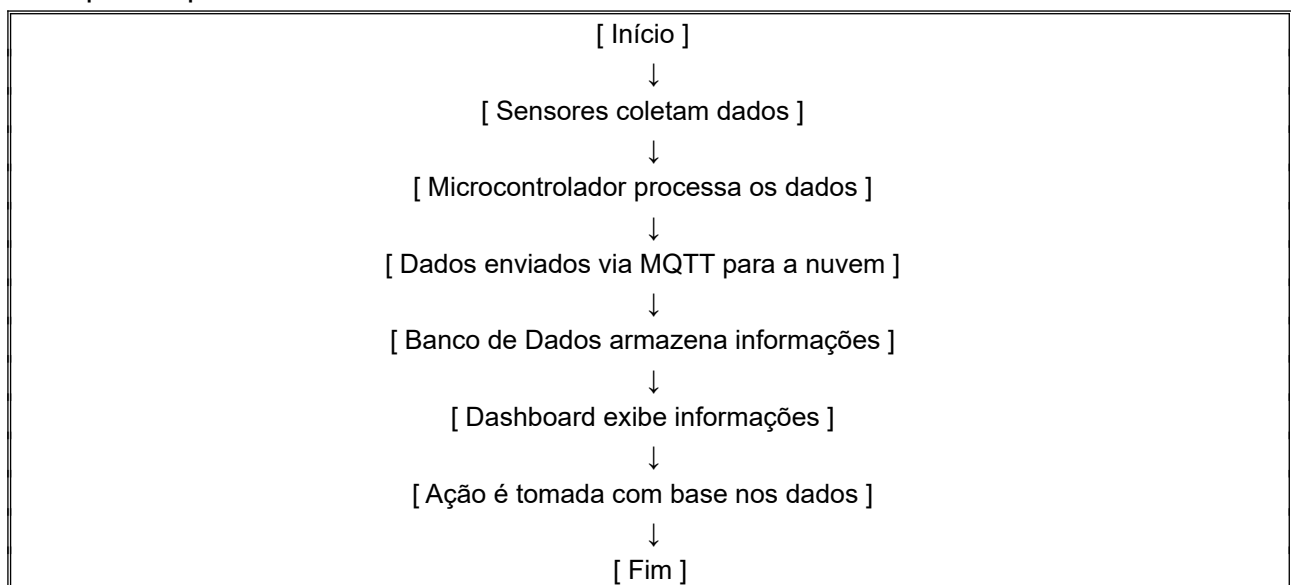 [ Início ]
↓
[ Sensores coletam dados ]
↓
[ Microcontrolador processa os dados ]
↓
[ Dados enviados via MQTT para a nuvem ]
↓
[ Banco de Dados armazena informações ]
↓
[ Dashboard exibe informações ]
↓
[ Ação é tomada com base nos dados ]
↓
[ Fim ]